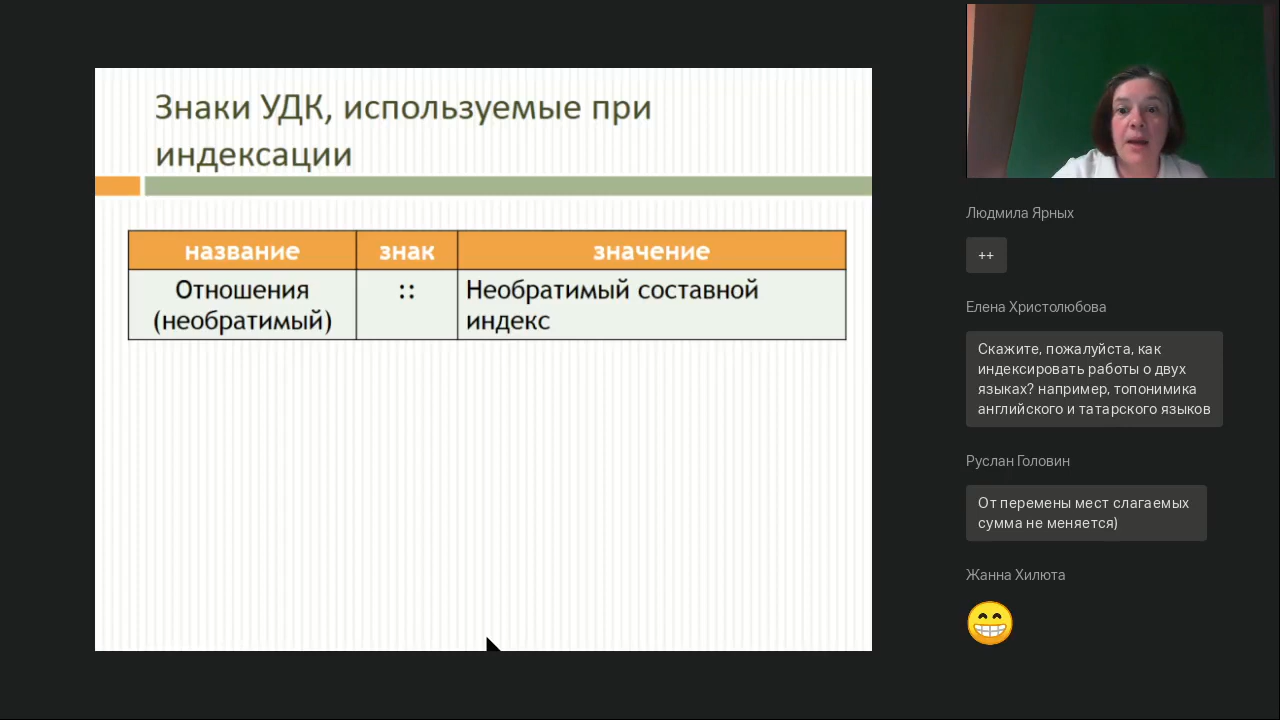 Знаки УДК, используемые при
индексации
название знак значение
Отношения
(необратимый)
::
Необратимый составной
индекс
Людмила Ярных
++
Елена Христолюбова
Скажите, пожалуйста, как
индексировать работы о двух
языках? например, топонимика
английского и татарского языков
Руслан Головин
От перемены мест слагаемых
сумма не меняется)
Жанна Хилюта